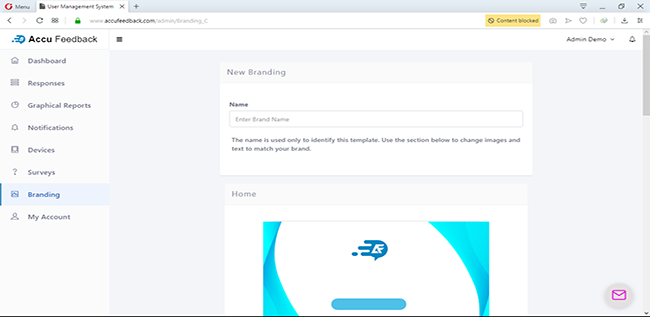 Menu
User Management System
www.accufeedback.com/admin/branding_C
Content blocked
Accu Feedback
Admin Demo
Dashboard
Responses
Graphical Reports
Notifications
Devices
Surveys
Branding
My Account
New Branding
Name
Enter Brand Name
The name is used only to identify this template. Use the section below to change images and
text to match your brand.
Home